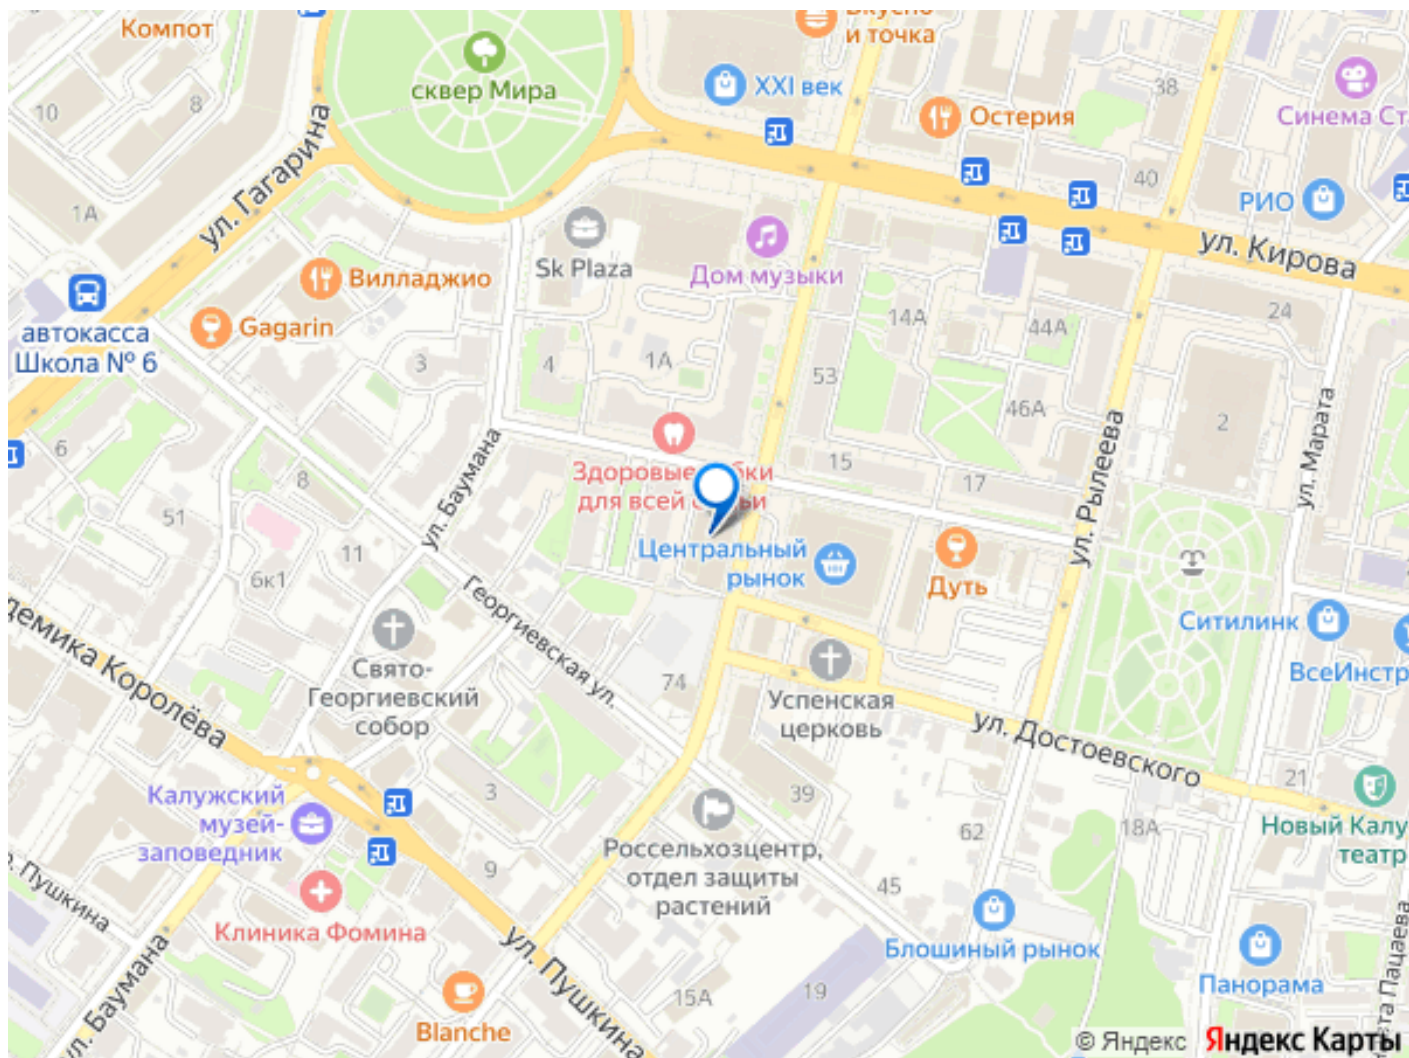 Компот
сквер Мира
и точка
XXI век
Остерия
38
Синема
10
8
ул. Гагарина
1А
40
РИО
ул. Кирова
Sk Plaza
Дом музыки
Вилладжио
Gagarin
автокасса
Школа № 6
14А
44А
24
3
4
1А
53
46А
2
ул. Марата
ул. Рылеева
6
ул. Баумана
8
Здоровые
для всей
15
17
51
11
6к1
Центральный
рынок
Дуть
Георгиевская ул.
Свято-
Георгиевский
собор
74
Успенская
церковь
Ситилинк
ул. Достоевского
Королёва
Калужский
музей-
заповедник
3
39
21
Россельхозцентр,
отдел защиты
растений
62
18А
Новый
театр
9
45
Пушкина
Клиника Фомина
ул. Пушкина
Блошиный рынок
Панорама
Пацаева
ул. Баумана
Blanche
15А
19
© Яндекс Яндекс Карты